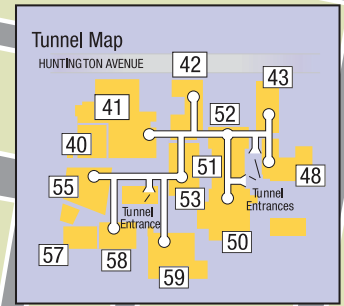 Tunnel Map
HUNTINGTON AVENUE
42
43
41
52
40
51
48
55
53
Tunnel
Entrances
Tunnel
Entrance
50
57
58
59